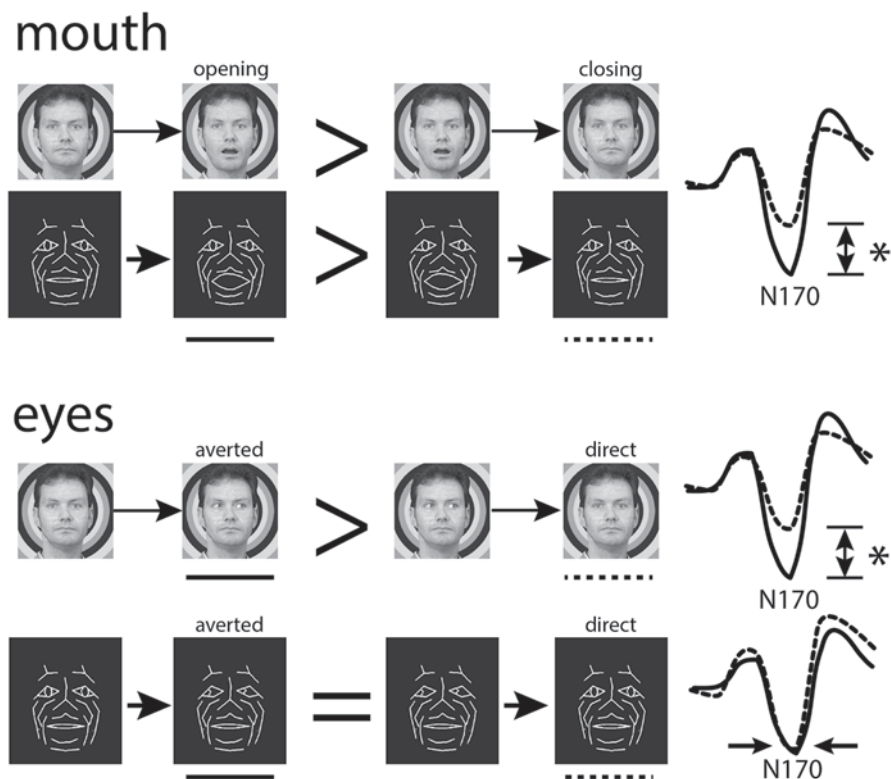 mouth
opening
closing
>
>
*
N170
eyes
averted
direct
>
*
N170
averted
direct
=
N170